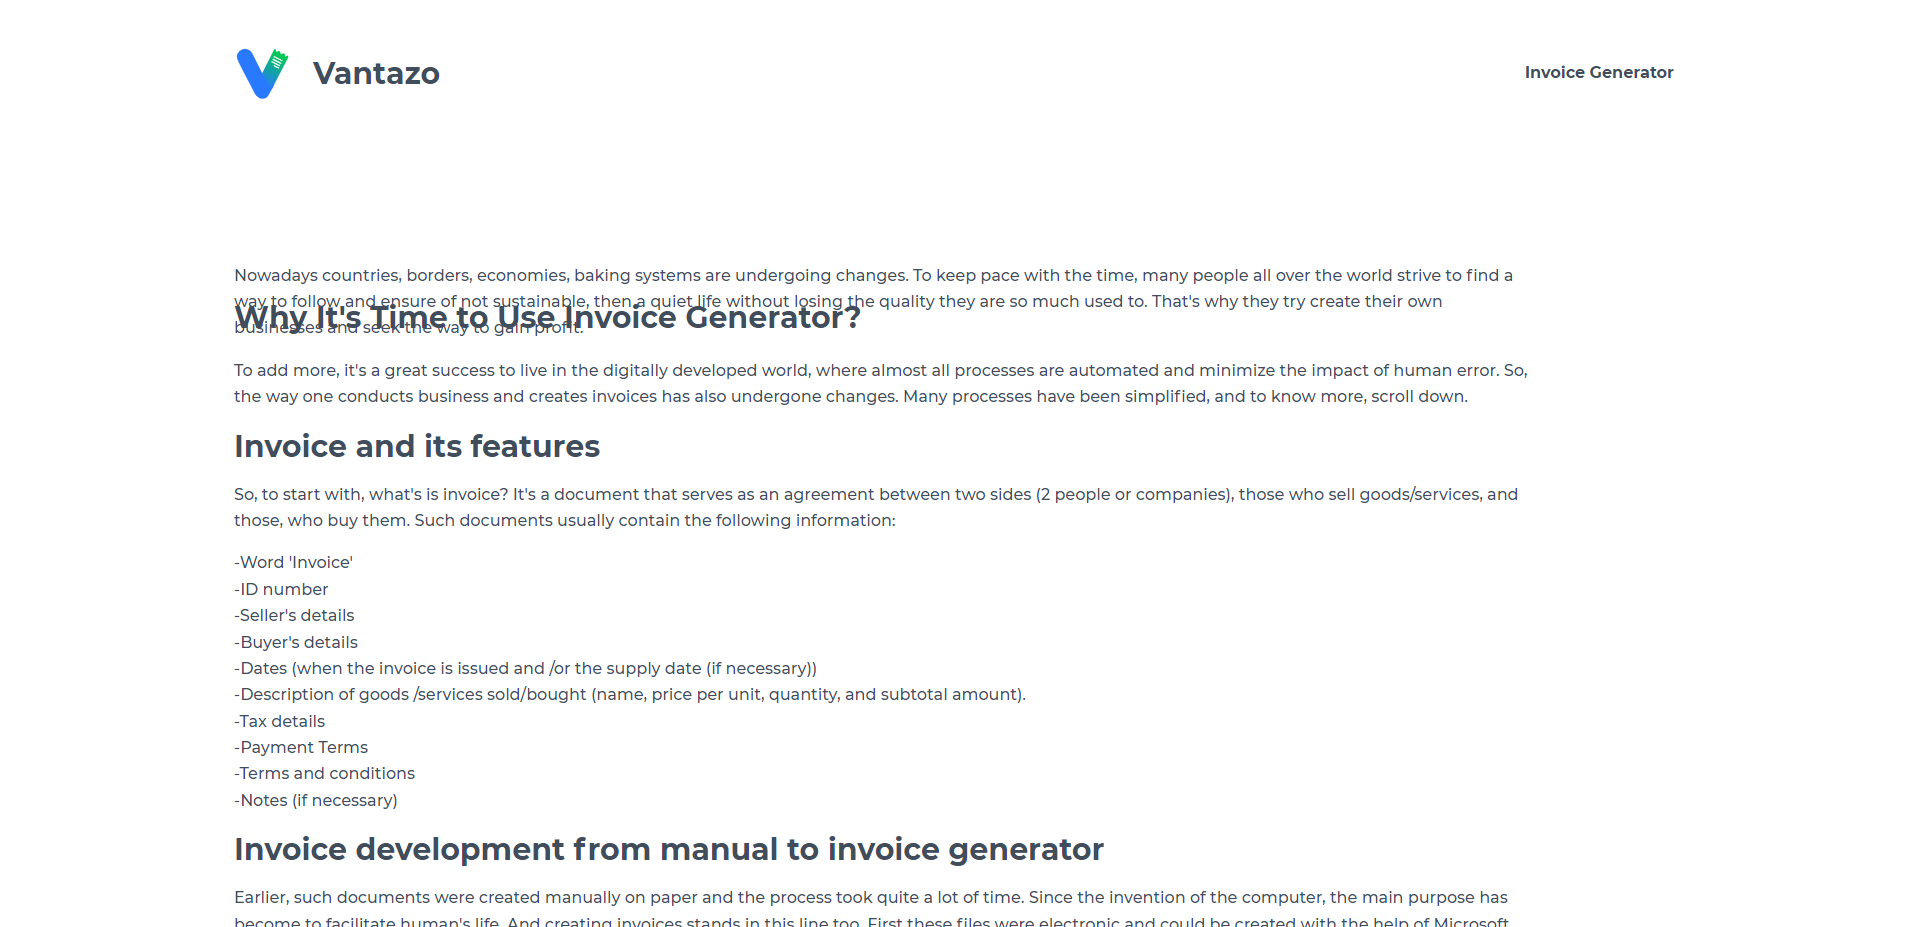 Vantazo
Invoice Generator
Nowadays countries, borders, economies, baking systems are undergoing changes. To keep pace with the time, many people all over the world strive to find a
way to follow and ensure of not sustainable, then a quiet life without losing the quality they are so much used to. That's why they try create their own
businesses and seek the way to gain profit.
Why It's Time to Use Invoice Generator?
To add more, it's a great success to live in the digitally developed world, where almost all processes are automated and minimize the impact of human error. So,
the way one conducts business and creates invoices has also undergone changes. Many processes have been simplified, and to know more, scroll down.
Invoice and its features
So, to start with, what's is invoice? It's a document that serves as an agreement between two sides (2 people or companies), those who sell goods/services, and
those, who buy them. Such documents usually contain the following information:
-Word 'Invoice'
-ID number
-Seller's details
-Buyer's details
-Dates (when the invoice is issued and /or the supply date (if necessary))
-Description of goods /services sold/bought (name, price per unit, quantity, and subtotal amount).
-Tax details
-Payment Terms
-Terms and conditions
-Notes (if necessary)
Invoice development from manual to invoice generator
Earlier, such documents were created manually on paper and the process took quite a lot of time. Since the invention of the computer, the main purpose has
become to facilitate human's life. And creating invoices stands in this line too. First these files were electronic and could be created with the help of Microsoft